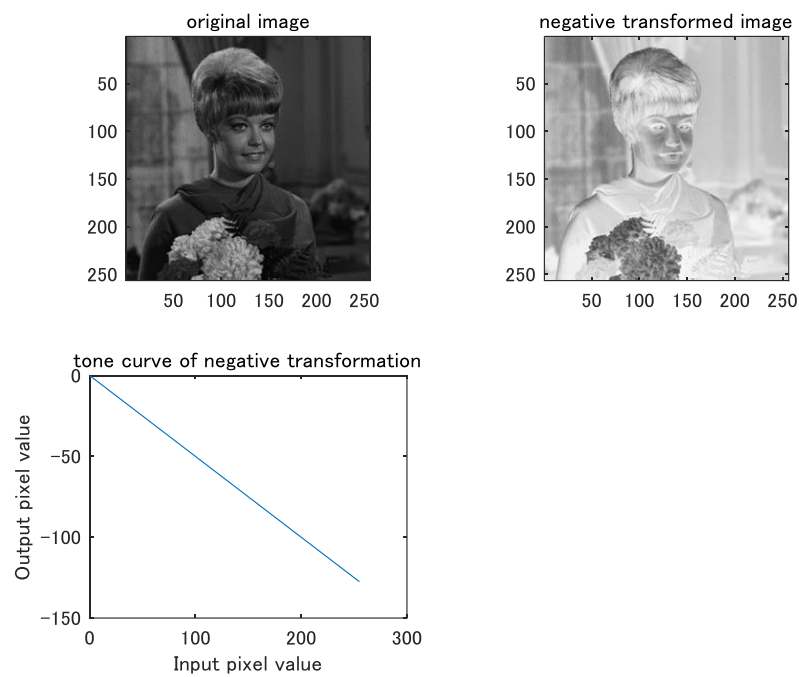 original image
50
100
150
200
250
50 100 150 200 250
negative transformed image
50
100
150
200
250
50 100 150 200 250
tone curve of negative transformation
0
−50
−100
−150
0 100 200 300
Output pixel value
Input pixel value